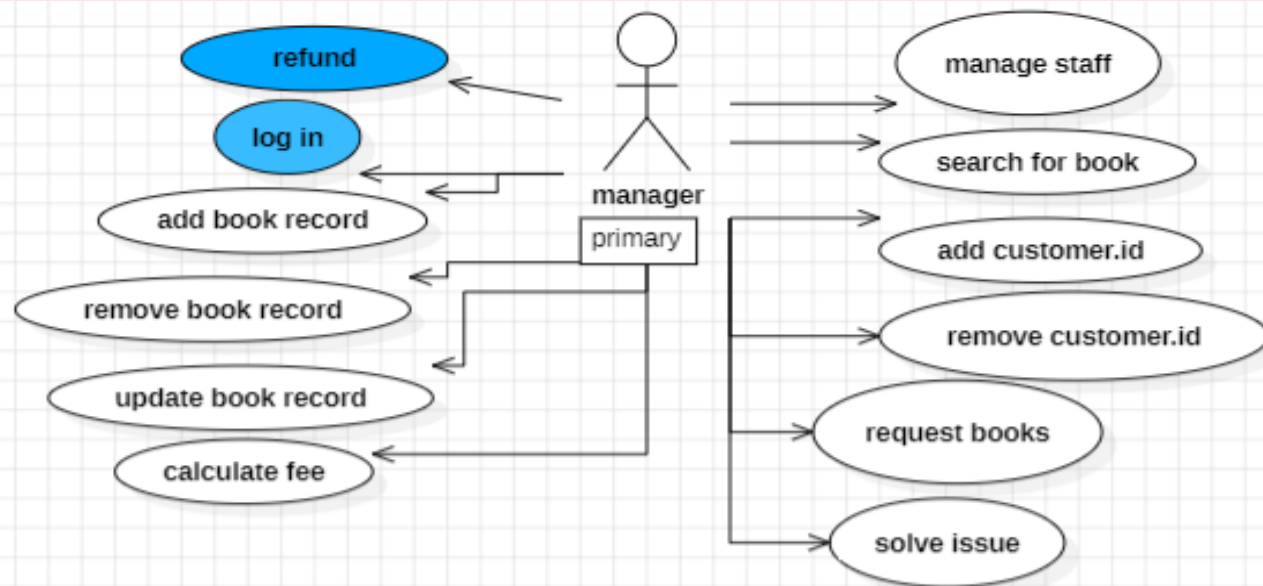 refund
log in
add book record
remove book record
update book record
calculate fee
manager
primary
manage staff
search for book
add customer.id
remove customer.id
request books
solve issue